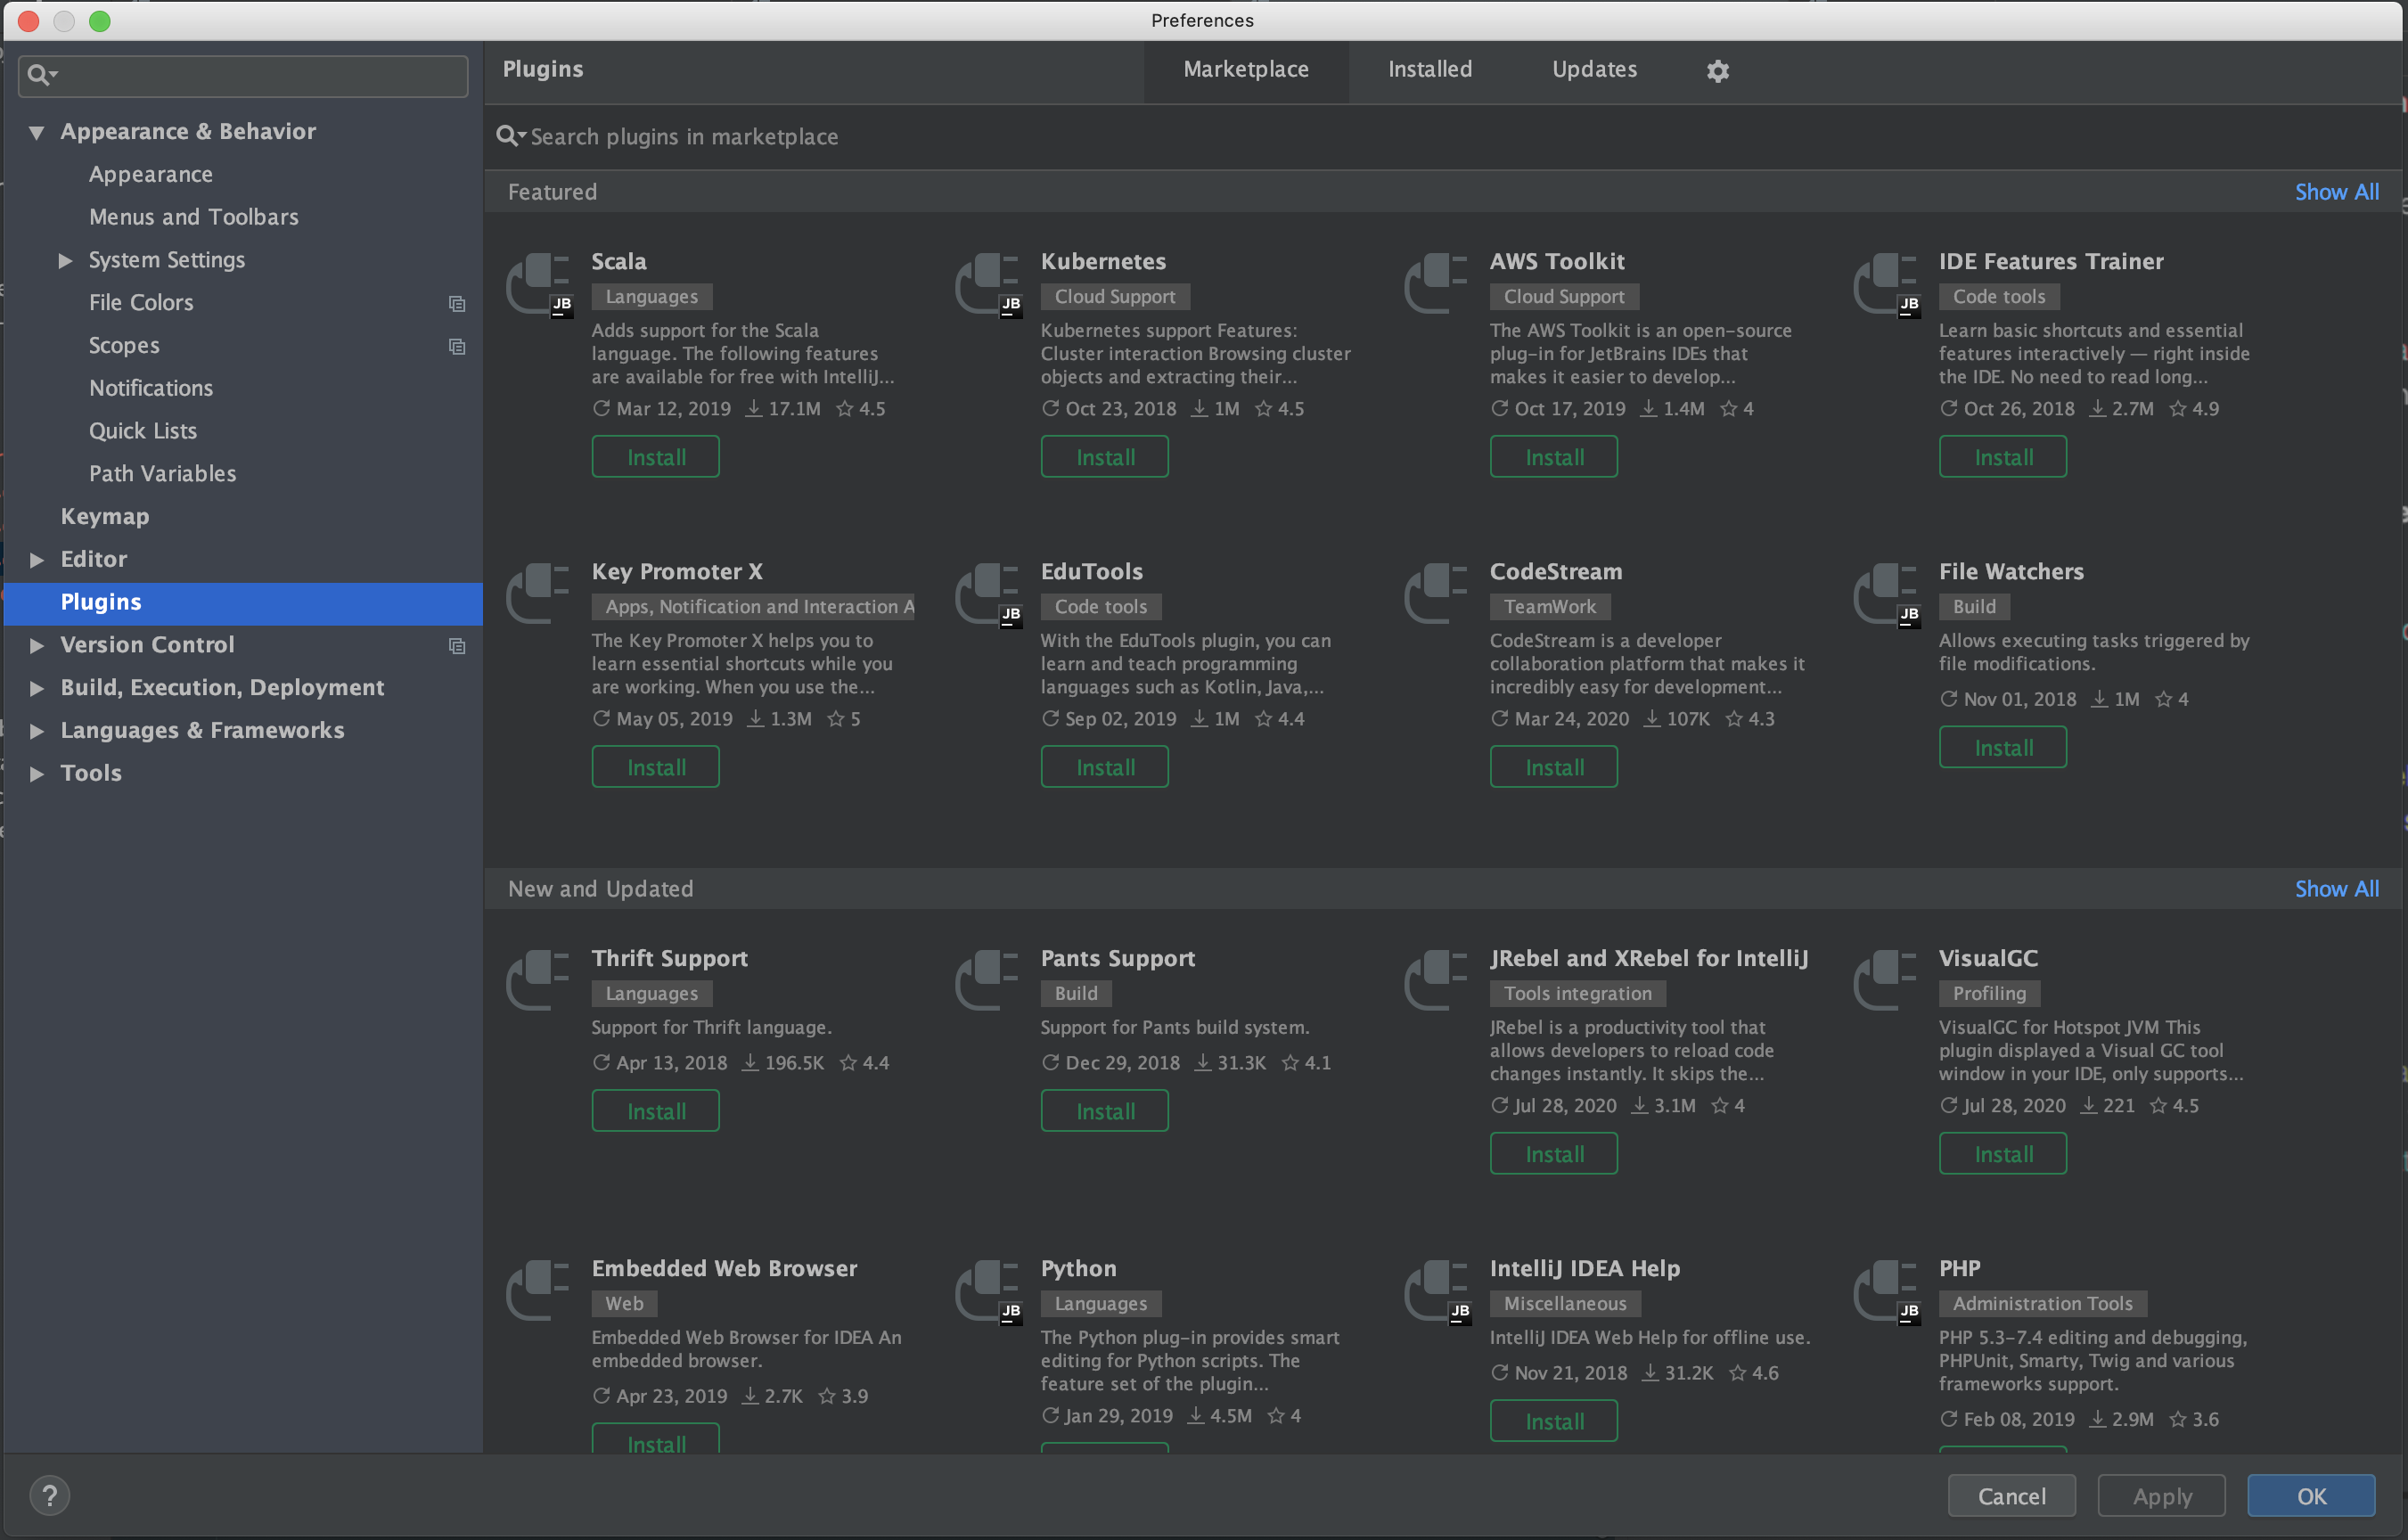 Preferences
Appearance & Behavior
Appearance
Menus and Toolbars
System Settings
File Colors
Scopes
Notifications
Quick Lists
Path Variables
Keymap
Editor
Plugins
Version Control
Build, Execution, Deployment
Languages & Frameworks
Tools
Plugins
Marketplace
Installed
Updates
Search plugins in marketplace
Featured
Show All
Scala
Languages
Adds support for the Scala
language. The following features
are available for free with IntelliJ...
Mar 12, 2019 17.1M 4.5
Install
JB
Kubernetes
Cloud Support
Kubernetes support Features:
Cluster interaction Browsing cluster
objects and extracting their...
Oct 23, 2018 1M 4.5
Install
JB
AWS Toolkit
Cloud Support
The AWS Toolkit is an open-source
plug-in for JetBrains IDEs that
makes it easier to develop...
Oct 17, 2019 1.4M 4
Install
IDE Features Trainer
Code tools
Learn basic shortcuts and essential
features interactively — right inside
the IDE. No need to read long...
Oct 26, 2018 2.7M 4.9
Install
JB
Key Promoter X
Apps, Notification and Interaction A
The Key Promoter X helps you to
learn essential shortcuts while you
are working. When you use the...
May 05, 2019 1.3M 5
Install
EduTools
Code tools
With the EduTools plugin, you can
learn and teach programming
languages such as Kotlin, Java,...
Sep 02, 2019 1M 4.4
Install
JB
CodeStream
TeamWork
CodeStream is a developer
collaboration platform that makes it
incredibly easy for development...
Mar 24, 2020 107K 4.3
Install
File Watchers
Build
Allows executing tasks triggered by
file modifications.
Nov 01, 2018 1M 4
Install
JB
New and Updated
Show All
Thrift Support
Languages
Support for Thrift language.
Apr 13, 2018 196.5K 4.4
Install
Pants Support
Build
Support for Pants build system.
Dec 29, 2018 31.3K 4.1
Install
JRebel and XRebel for IntelliJ
Tools integration
JRebel is a productivity tool that
allows developers to reload code
changes instantly. It skips the...
Jul 28, 2020 3.1M 4
Install
VisualGC
Profiling
VisualGC for Hotspot JVM This
plugin displayed a Visual GC tool
window in your IDE, only supports...
Jul 28, 2020 221 4.5
Install
Embedded Web Browser
Web
Embedded Web Browser for IDEA An
embedded browser.
Apr 23, 2019 2.7K 3.9
Install
Python
Languages
The Python plug-in provides smart
editing for Python scripts. The
feature set of the plugin...
Jan 29, 2019 4.5M 4
JB
IntelliJ IDEA Help
Miscellaneous
IntelliJ IDEA Web Help for offline use.
Nov 21, 2018 31.2K 4.6
Install
JB
PHP
Administration Tools
PHP 5.3-7.4 editing and debugging,
PHPUnit, Smarty, Twig and various
frameworks support.
Feb 08, 2019 2.9M 3.6
JB
?
Cancel
Apply
OK